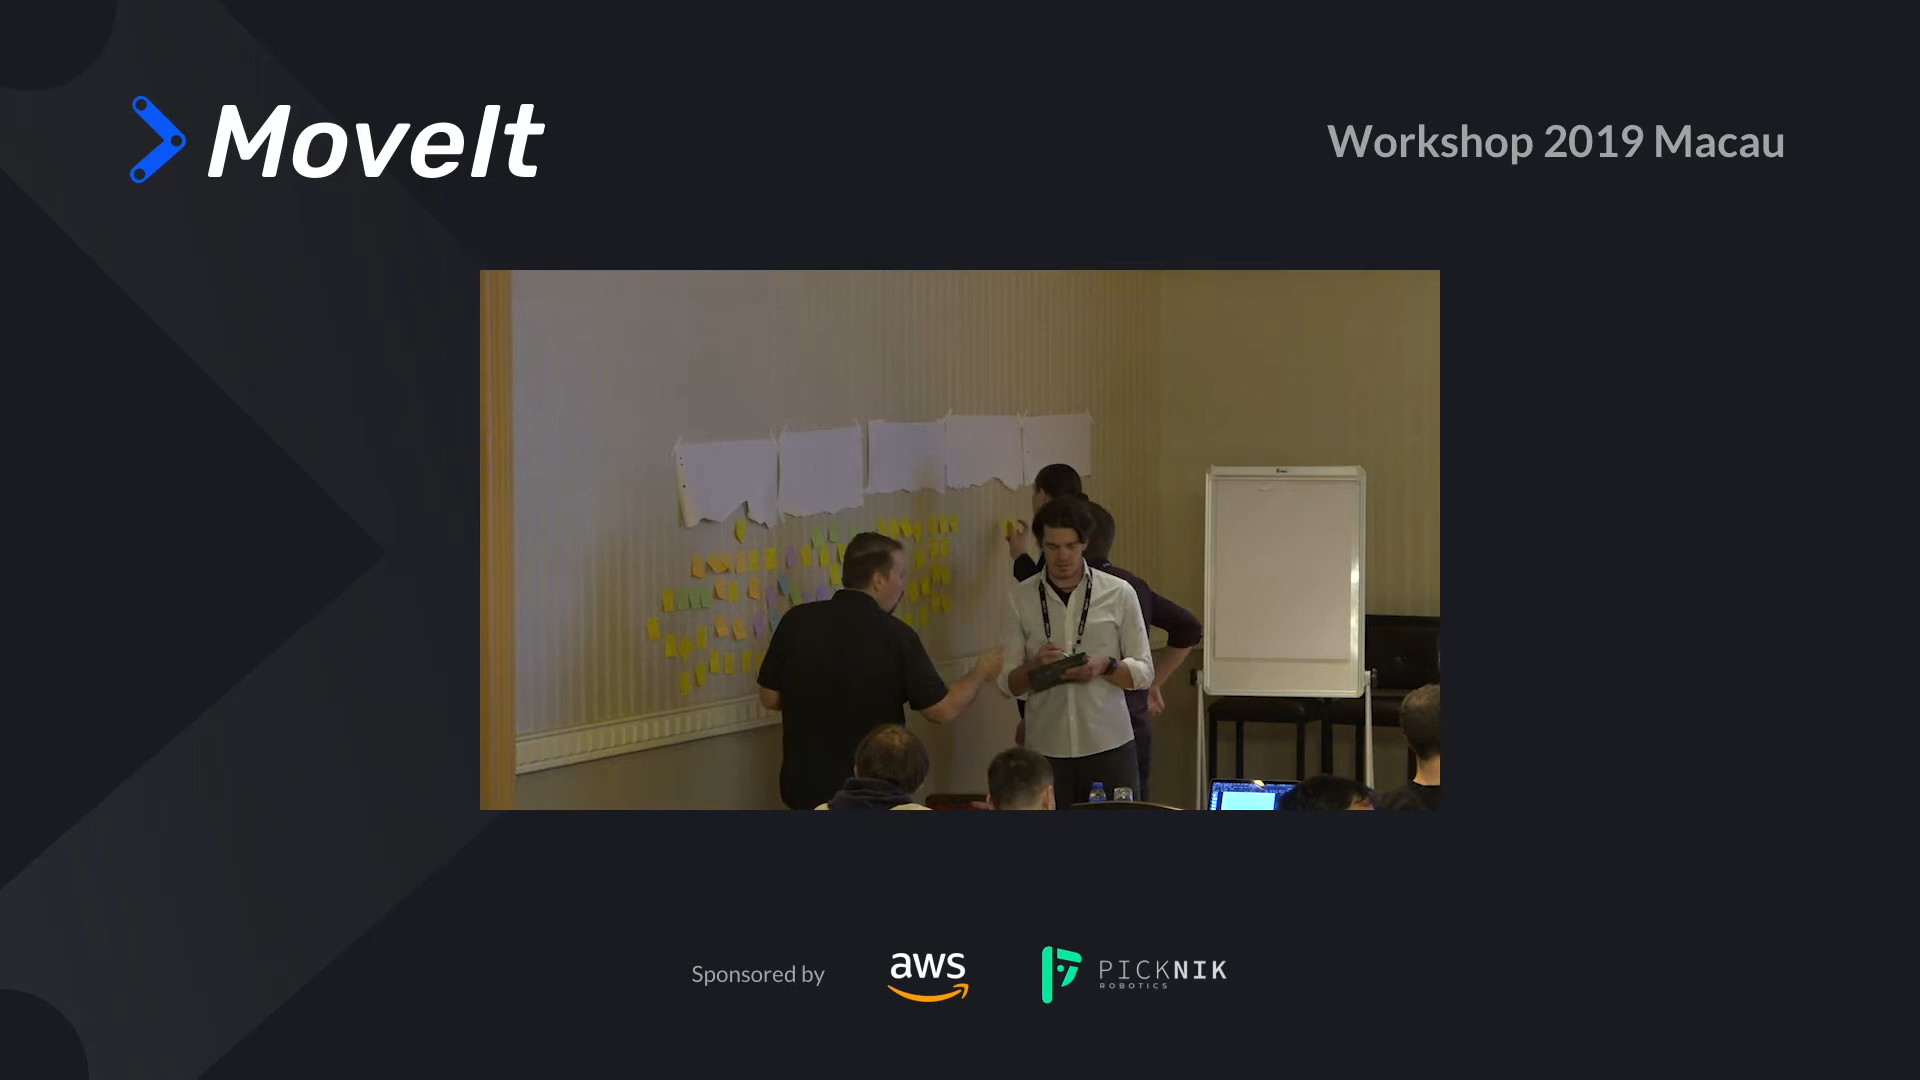 MoveIt
Workshop 2019 Macau
Sponsored by
aws
PICKNIK
ROBOTICS